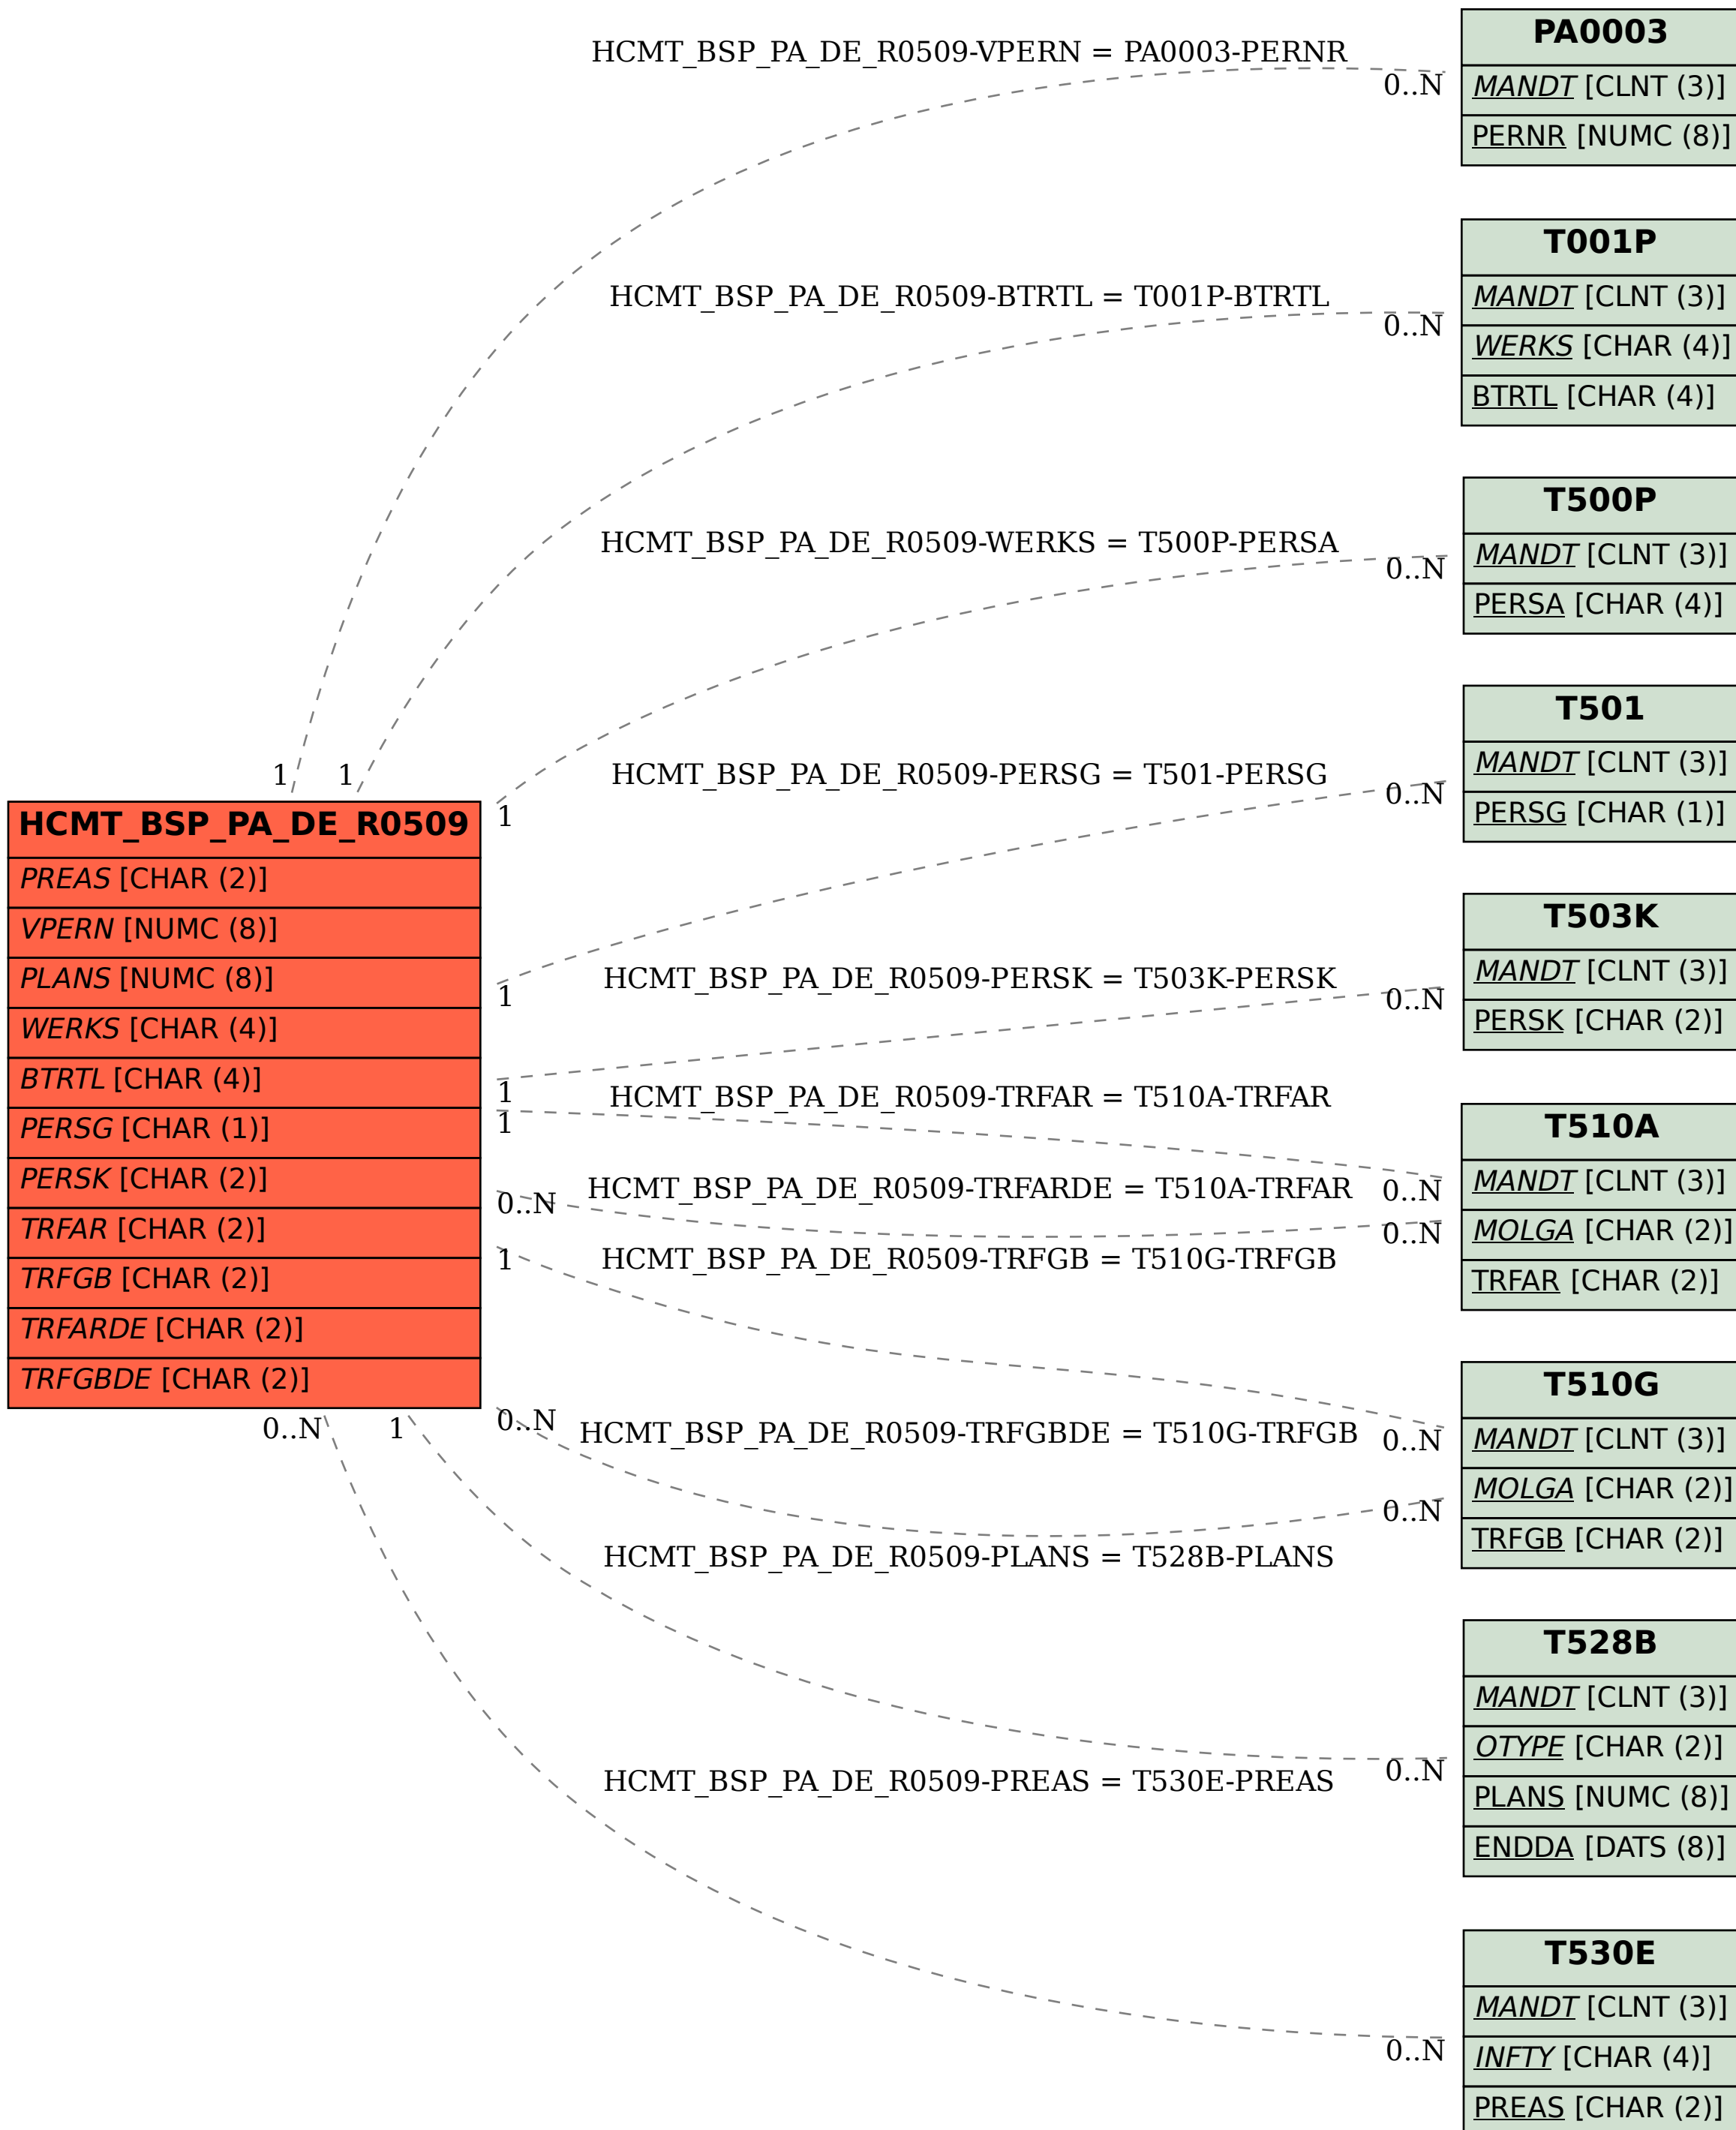 HCMT_BSP_PA_DE_R0509-VPERN = PA0003-PERNR
0..N
PA0003
MANDT [CLNT (3)]
PERNR [NUMC (8)]
HCMT_BSP_PA_DE_R0509-BTRTL = T001P-BTRTL
0..N
T001P
MANDT [CLNT (3)]
WERKS [CHAR (4)]
BTRTL [CHAR (4)]
HCMT_BSP_PA_DE_R0509-WERKS = T500P-PERSA
0..N
T500P
MANDT [CLNT (3)]
PERSA [CHAR (4)]
HCMT_BSP_PA_DE_R0509-PERSG = T501-PERSG
0..N
T501
MANDT [CLNT (3)]
PERSG [CHAR (1)]
1
1
1
HCMT_BSP_PA_DE_R0509
PREAS [CHAR (2)]
VPERN [NUMC (8)]
PLANS [NUMC (8)]
WERKS [CHAR (4)]
BTRTL [CHAR (4)]
PERSG [CHAR (1)]
PERSK [CHAR (2)]
TRFAR [CHAR (2)]
TRFGB [CHAR (2)]
TRFARDE [CHAR (2)]
TRFGBDE [CHAR (2)]
1
HCMT_BSP_PA_DE_R0509-PERSK = T503K-PERSK
0..N
T503K
MANDT [CLNT (3)]
PERSK [CHAR (2)]
1
HCMT_BSP_PA_DE_R0509-TRFAR = T510A-TRFAR
1
0..N
T510A
MANDT [CLNT (3)]
MOLGA [CHAR (2)]
TRFAR [CHAR (2)]
HCMT_BSP_PA_DE_R0509-TRFARDE = T510A-TRFAR
0..N
0..N
HCMT_BSP_PA_DE_R0509-TRFGB = T510G-TRFGB
1
0..N
T510G
MANDT [CLNT (3)]
MOLGA [CHAR (2)]
TRFGB [CHAR (2)]
0..N
1
0..N
HCMT_BSP_PA_DE_R0509-TRFGBDE = T510G-TRFGB
0..N
HCMT_BSP_PA_DE_R0509-PLANS = T528B-PLANS
0..N
T528B
MANDT [CLNT (3)]
OTYPE [CHAR (2)]
PLANS [NUMC (8)]
ENDDA [DATS (8)]
HCMT_BSP_PA_DE_R0509-PREAS = T530E-PREAS
0..N
T530E
MANDT [CLNT (3)]
INFTY [CHAR (4)]
PREAS [CHAR (2)]